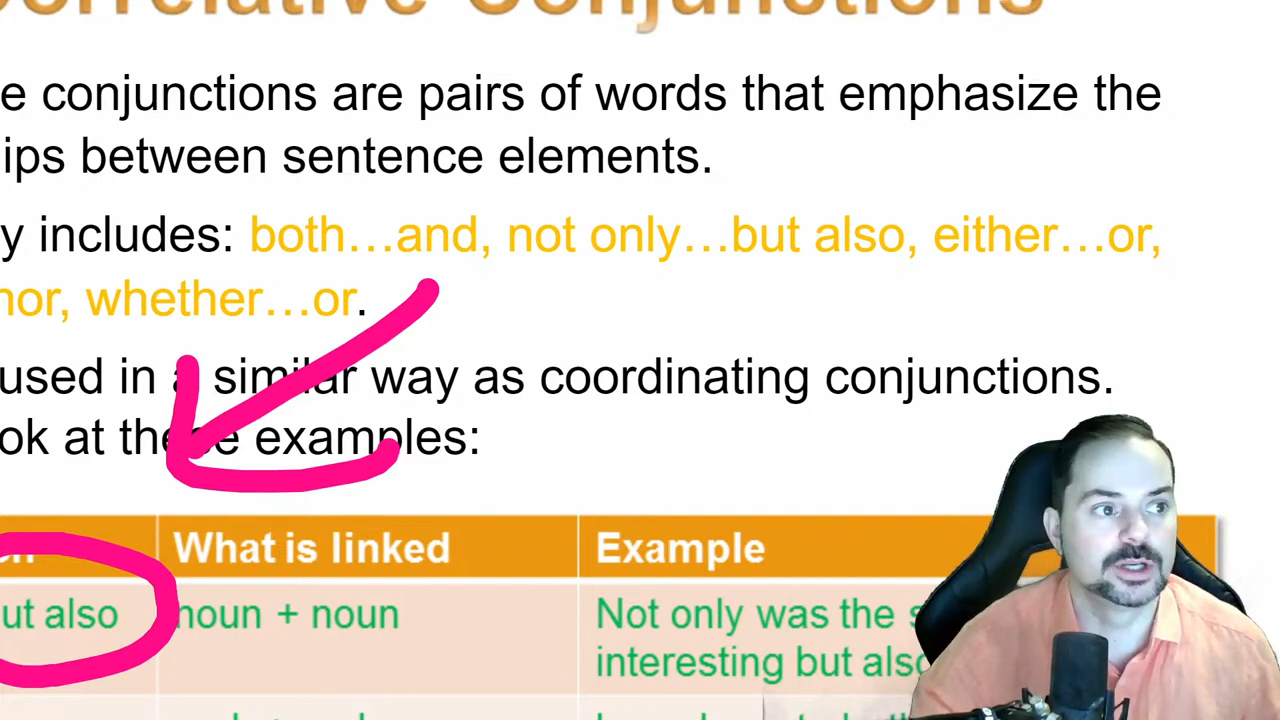 orrelative Conjunctions
e conjunctions are pairs of words that emphasize the
ips between sentence elements.
y includes: both…and, not only…but also, either…or,
nor, whether…or.
used in a similar way as coordinating conjunctions.
ok at these examples:
What is linked Example
ut also noun + noun Not only was the s
interesting but also